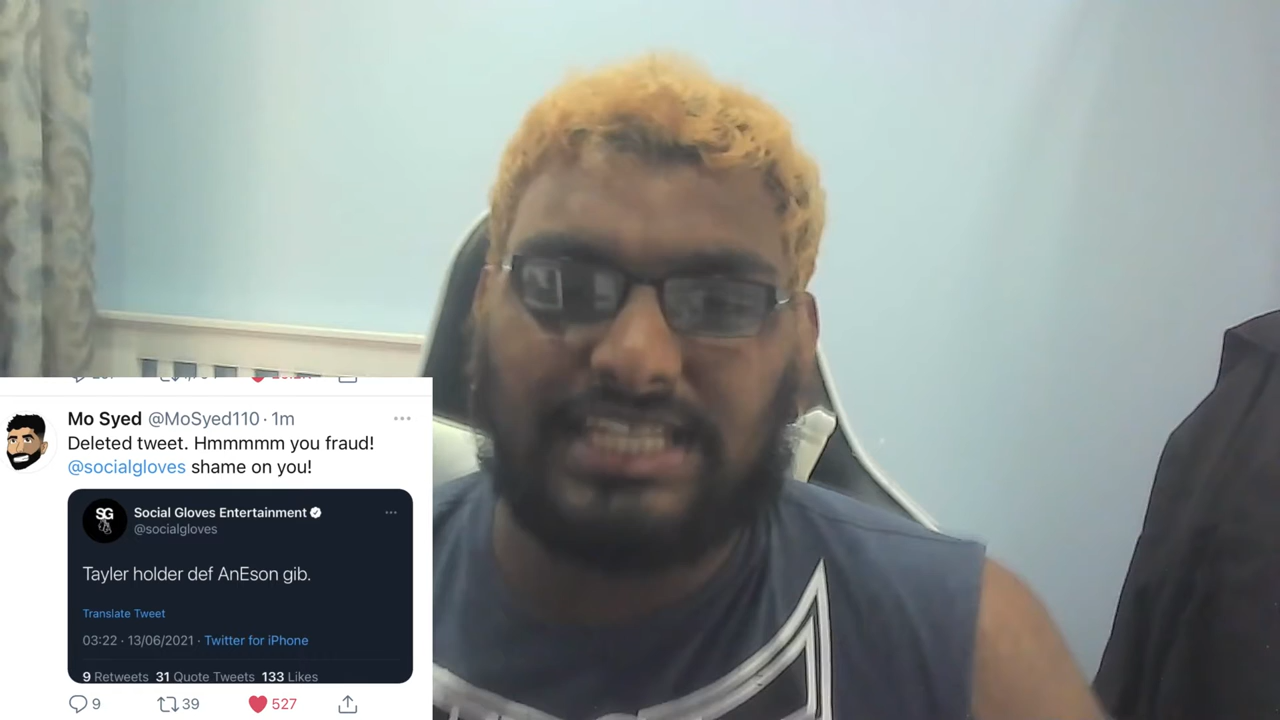 Mo Syed @MoSyed110 · 1m
Deleted tweet. Hmmmmm you fraud!
@socialgloves shame on you!
SG
Social Gloves Entertainment
@socialgloves
Tayler holder def AnEson gib.
Translate Tweet
03:22 · 13/06/2021 · Twitter for iPhone
9 Retweets 31 Quote Tweets 133 Likes
9 39 527